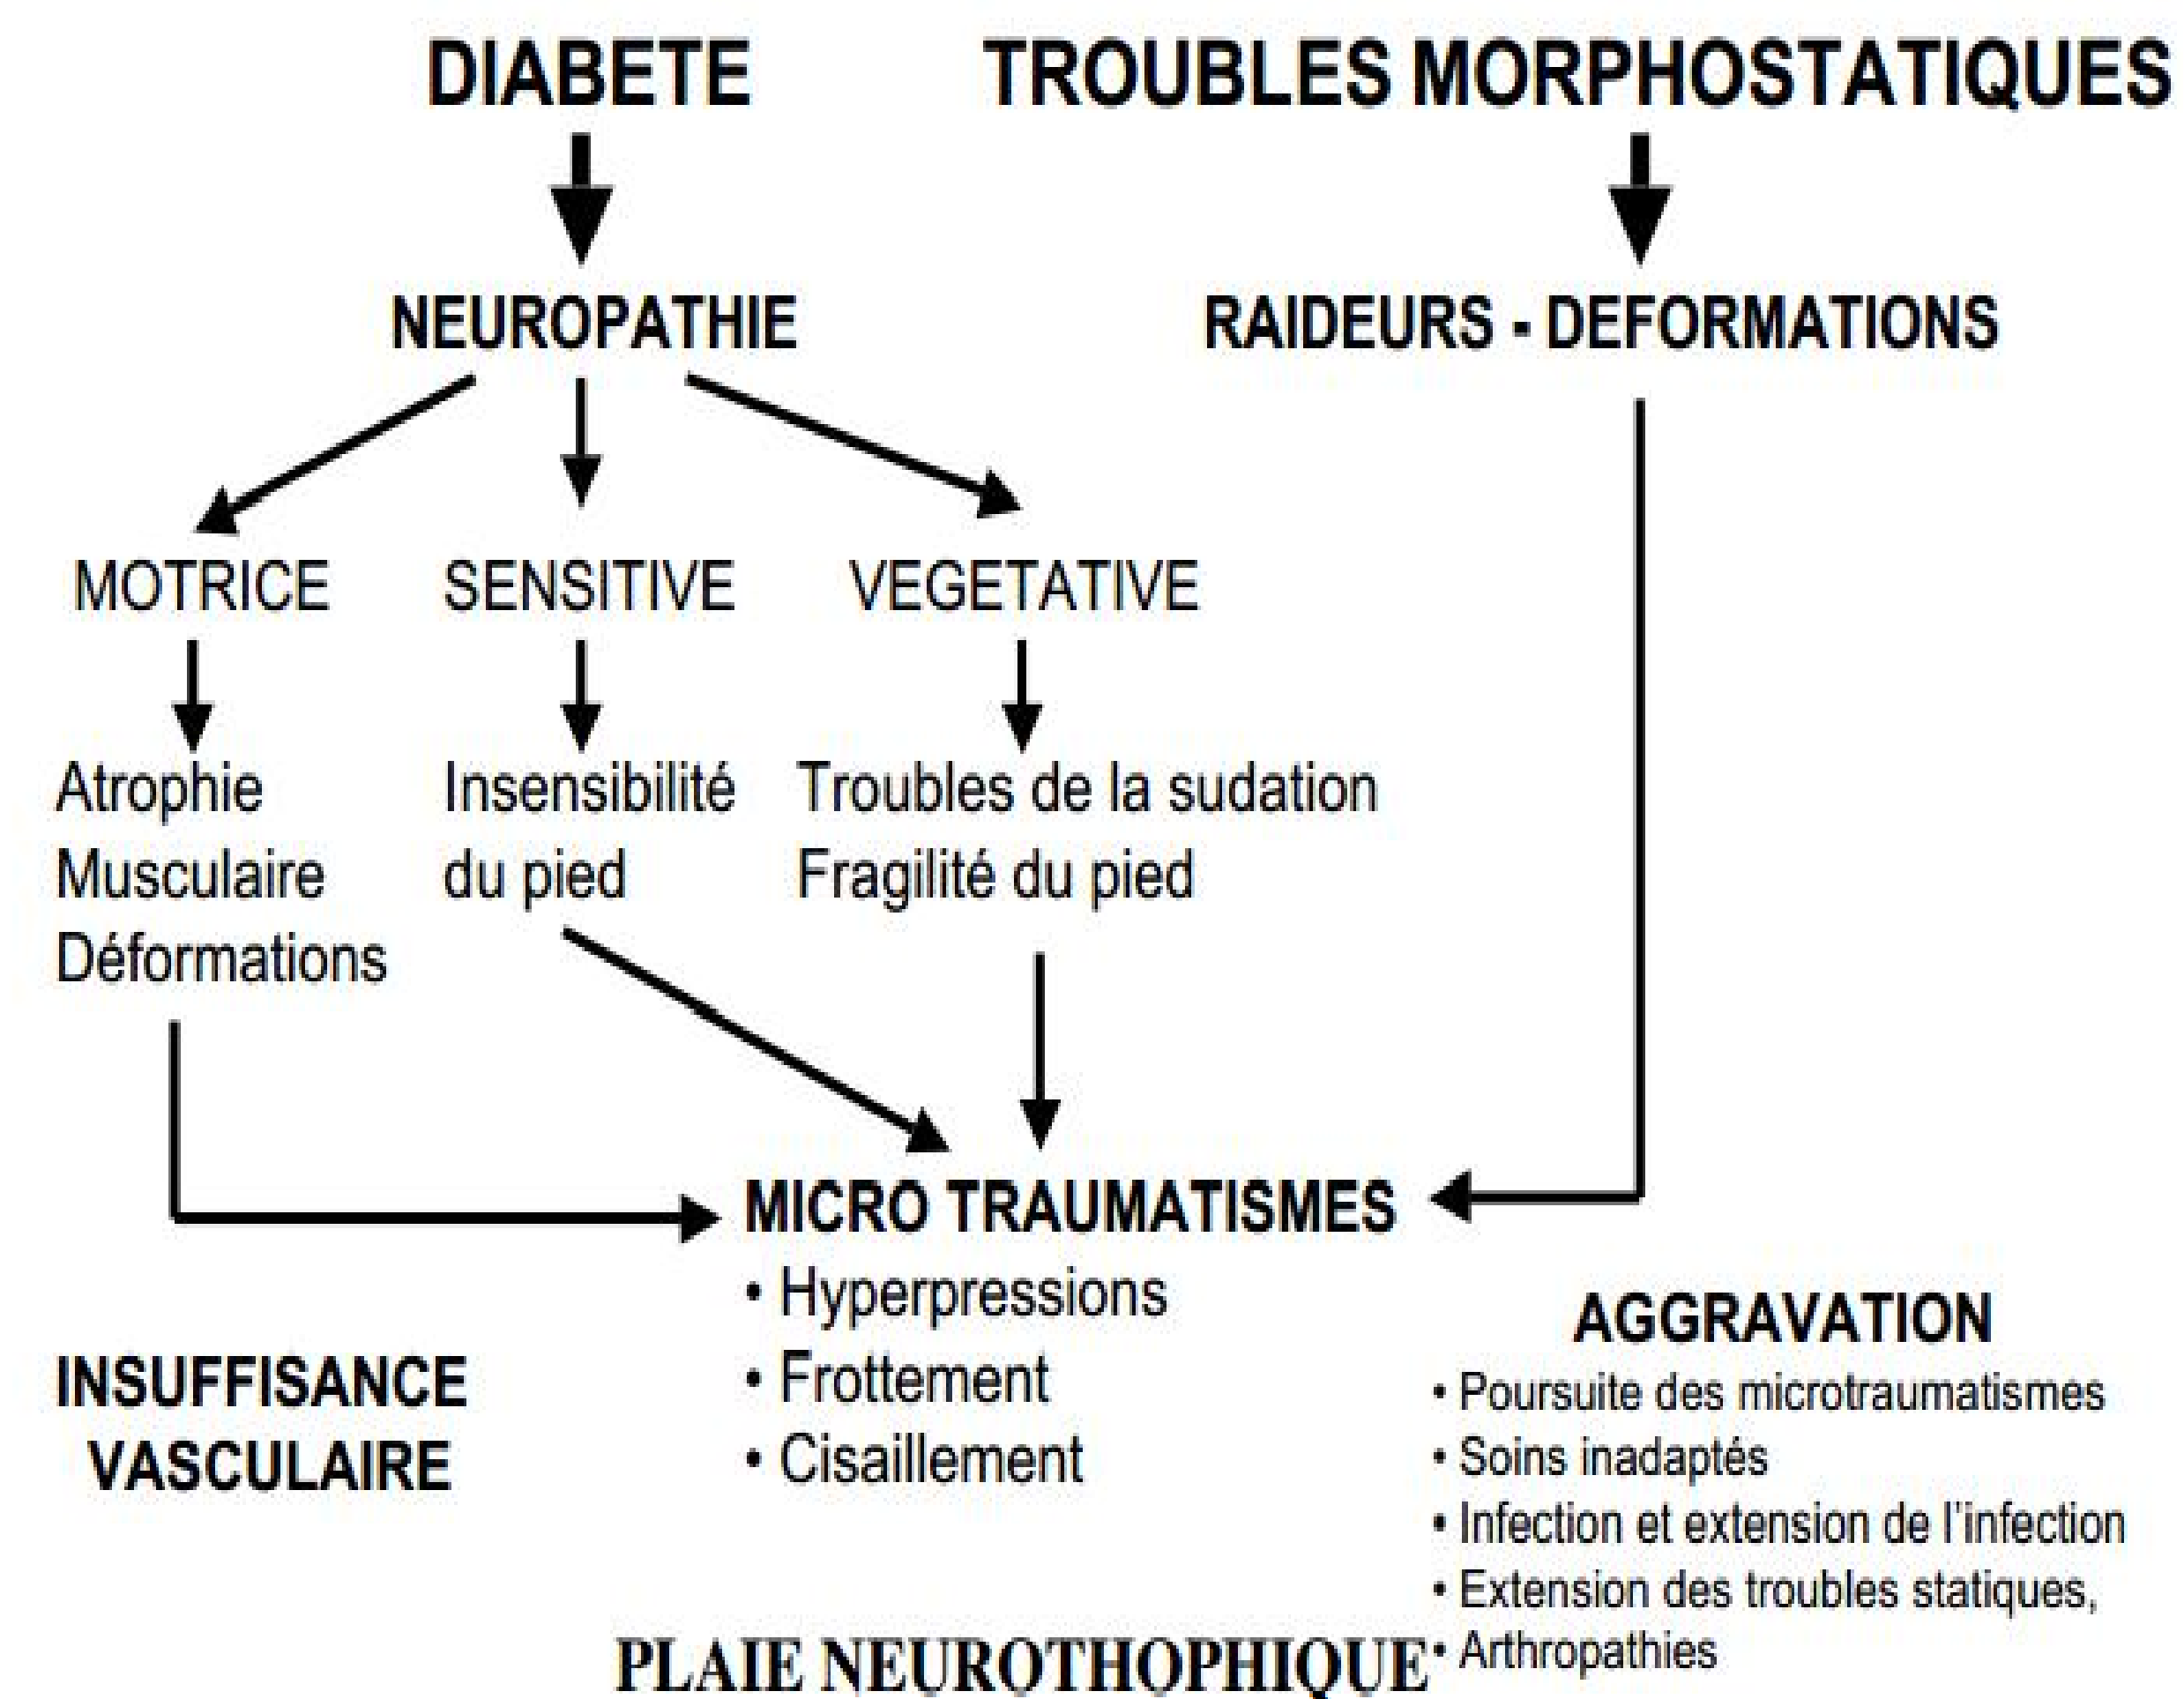 DIABETE
TROUBLES MORPHOSTATIQUES
NEUROPATHIE
RAIDEURS - DEFORMATIONS
MOTRICE
SENSITIVE
VEGETATIVE
Atrophie
Musculaire
Déformations
Insensibilité
du pied
Troubles de la sudation
Fragilité du pied
MICRO TRAUMATISMES
• Hyperpressions
• Frottement
• Cisaillement
INSUFFISANCE
VASCULAIRE
AGGRAVATION
• Poursuite des microtraumatismes
• Soins inadaptés
• Infection et extension de l'infection
• Extension des troubles statiques,
• Arthropathies
PLAIE NEUROTHOPHIQUE